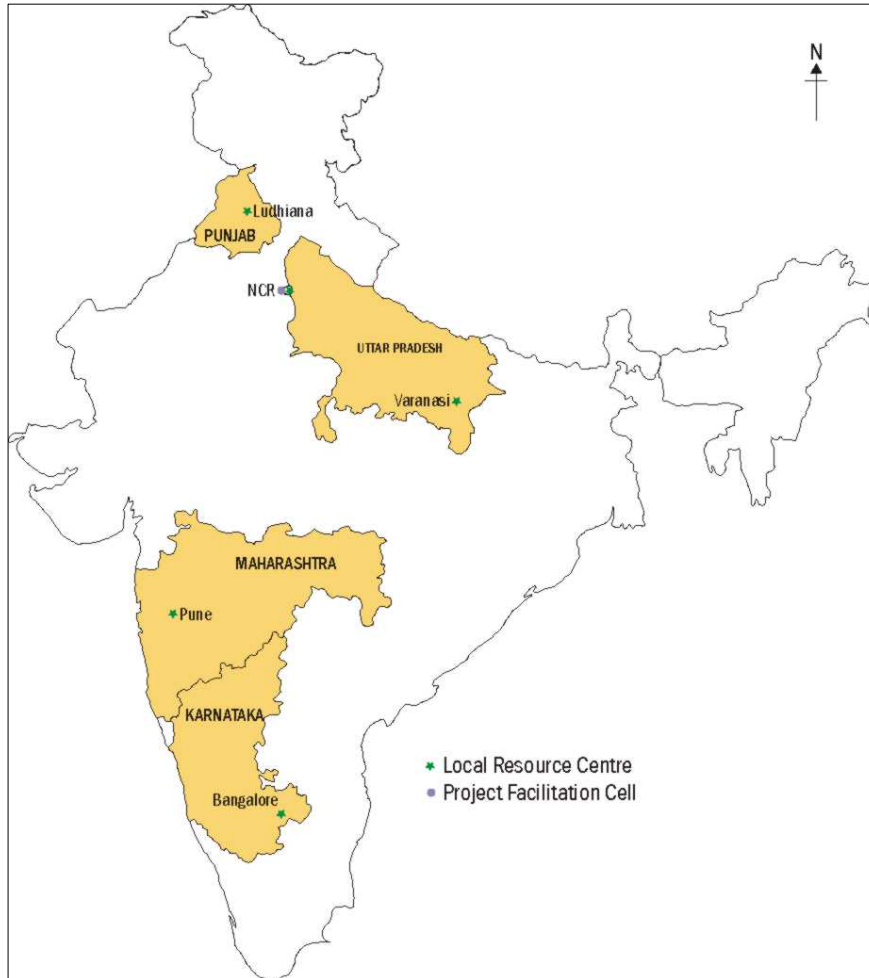 N
Ludhiana
PUNJAB
NCR
UTTAR PRADESH
Varanasi
MAHARASHTRA
Pune
KARNATAKA
Local Resource Centre
Project Facilitation Cell
Bangalore